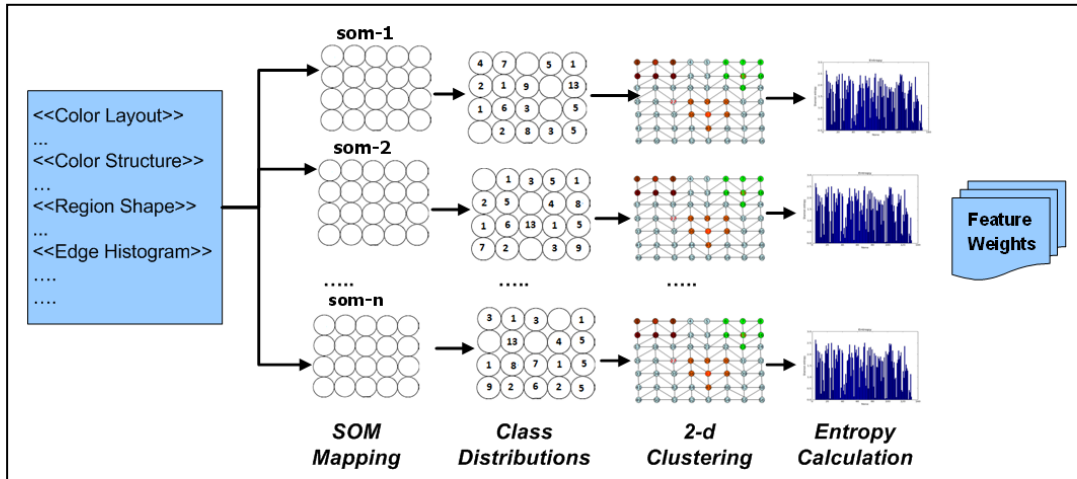 <<Color Layout>>
...
<<Color Structure>>
...
<<Region Shape>>
...
<<Edge Histogram>>
....
....
som-1
4 7 5 1
2 1 9 13
1 6 3 5
2 8 3 5
som-2
1 3 5 1
2 5 4 8
1 6 13 1 5
7 2 3 9
..... ..... .....
som-n
3 1 3 1
13 4 5
1 8 7 1 5
9 2 6 2 5
SOM
Mapping
Class
Distributions
2-d
Clustering
Entropy
Calculation
Feature
Weights